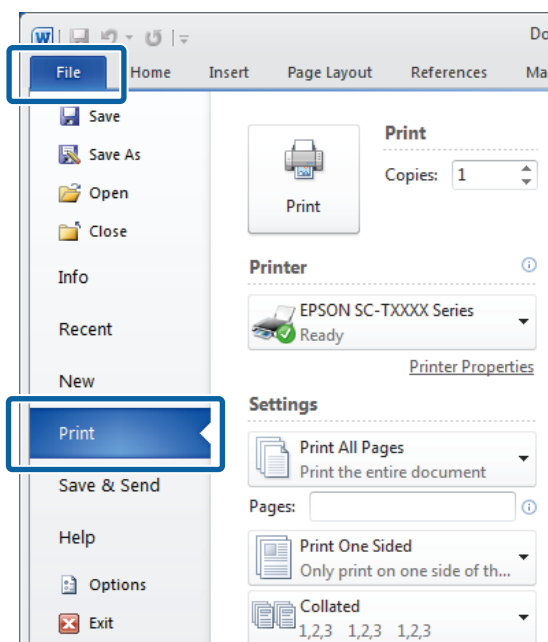 W
Do
File Home Insert Page Layout References Ma
Save
Save As
Open
Close
Info
Recent
New
Print
Save & Send
Help
Options
Exit
Print
Print
Copies: 1
Printer
EPSON SC-TXXXX Series
Ready
Printer Properties
Settings
Print All Pages
Print the entire document
Pages:
Print One Sided
Only print on one side of th...
Collated
1,2,3 1,2,3 1,2,3